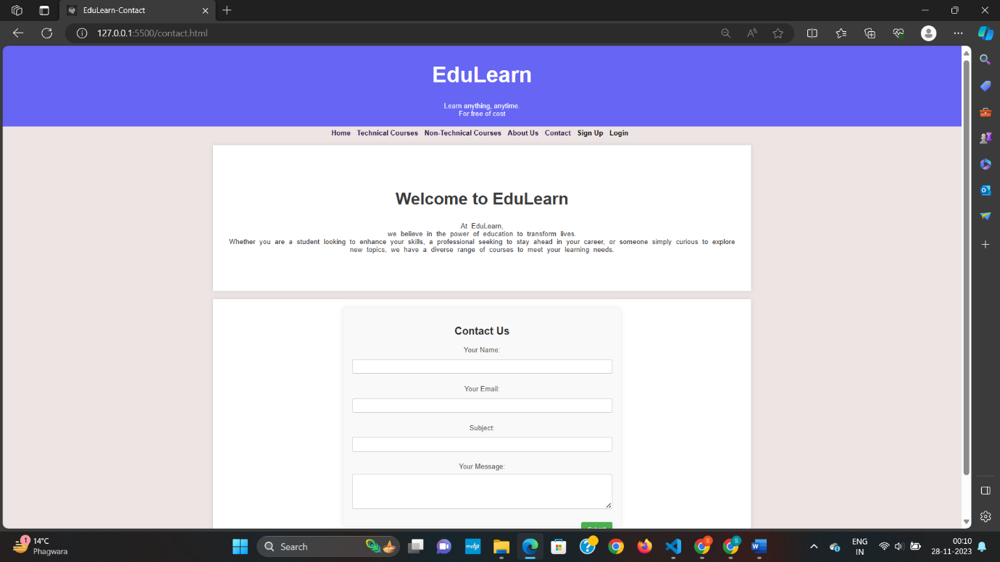 EduLearn-Contact
127.0.0.1:5500/contact.html
EduLearn
Learn anything, anytime.
For free of cost
Home Technical Courses Non-Technical Courses About Us Contact Sign Up Login
Welcome to EduLearn
At EduLearn,
we believe in the power of education to transform lives.
Whether you are a student looking to enhance your skills, a professional seeking to stay ahead in your career, or someone simply curious to explore
new topics, we have a diverse range of courses to meet your learning needs.
Contact Us
Your Name:
Your Email:
Subject:
Your Message:
1
14°C
Phagwara
Search
myhp
S
S
ENG
IN
00:10
28-11-2023